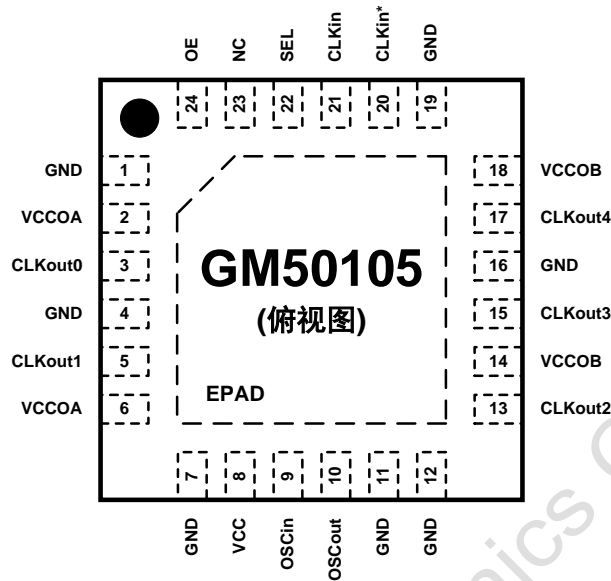 OE NC SEL CLKin CLKin* GND
24 23 22 21 20 19
GND 1 18 VCCOB
VCCOA 2 17 CLKout4
CLKout0 3 16 GND
GM50105
GND 4 15 CLKout3
(俯视图)
CLKout1 5 14 VCCOB
VCCOA 6 13 CLKout2
EPAD
7 8 9 10 11 12
GND VCC OSCin OSCout GND GND